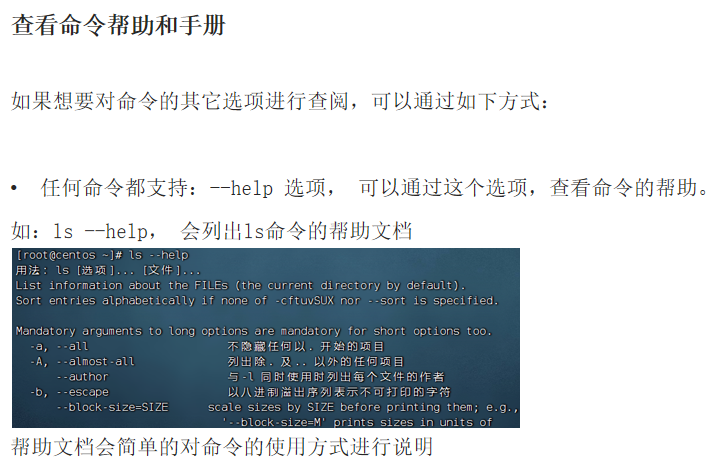 查看命令帮助和手册
如果想要对命令的其它选项进行查阅，可以通过如下方式：
• 任何命令都支持：--help 选项， 可以通过这个选项，查看命令的帮助。
如：ls --help， 会列出ls命令的帮助文档
[root@centos ~]# ls --help
用法：ls [选项]... [文件]...
List information about the FILEs (the current directory by default).
Sort entries alphabetically if none of -cftuvSUX nor --sort is specified.
Mandatory arguments to long options are mandatory for short options too.
-a, --all 不隐藏任何以. 开始的项目
-A, --almost-all 列出除. 及.. 以外的任何项目
--author 与-l 同时使用时列出每个文件的作者
-b, --escape 以八进制溢出序列表示不可打印的字符
--block-size=SIZE scale sizes by SIZE before printing them; e.g.,
'--block-size=M' prints sizes in units of
帮助文档会简单的对命令的使用方式进行说明